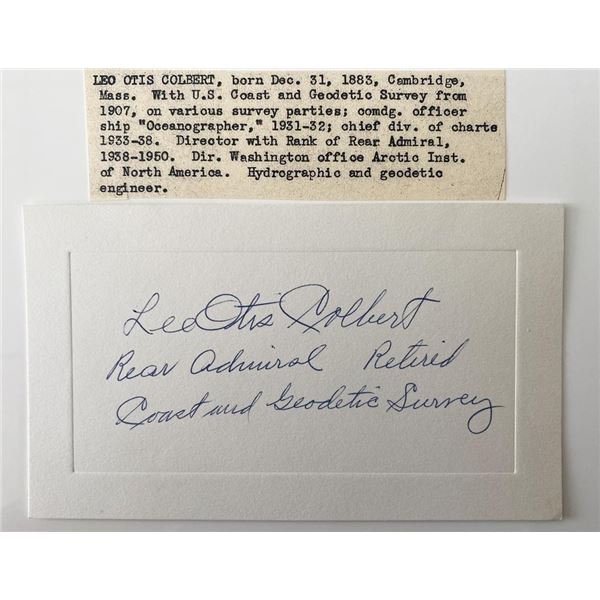 LEO OTIS COLBERT, born Dec. 31, 1883, Cambridge,
Mass. With U.S. Coast and Geodetic Survey from
1907, on various survey parties; comdg. officer
ship "Oceanographer," 1931-32; chief div. of charts
1933-38. Director with Rank of Rear Admiral,
1938-1950. Dir. Washington office Arctic Inst.
of North America. Hydrographic and geodetic
engineer.
Leo Otis Colbert
Rear Admiral Retired
Coast and Geodetic Survey